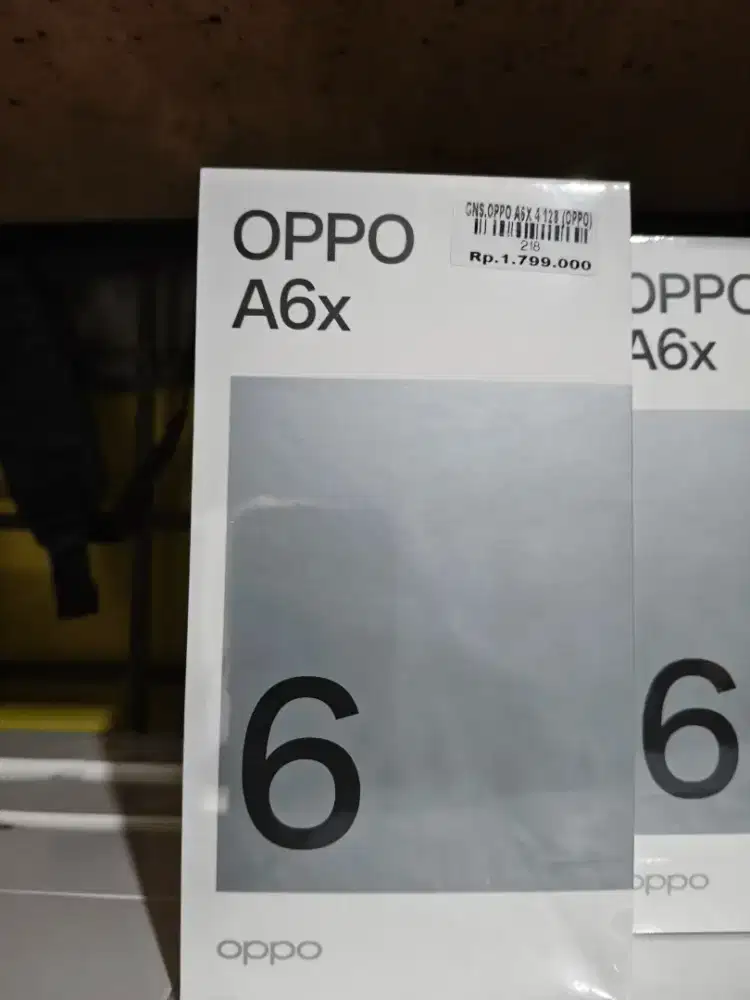 OPPO
A6x
GNS.OPPO A6X 4/128 (OPPO)
218
Rp.1.799.000
6
oppo
OPPO
A6x
6
oppo